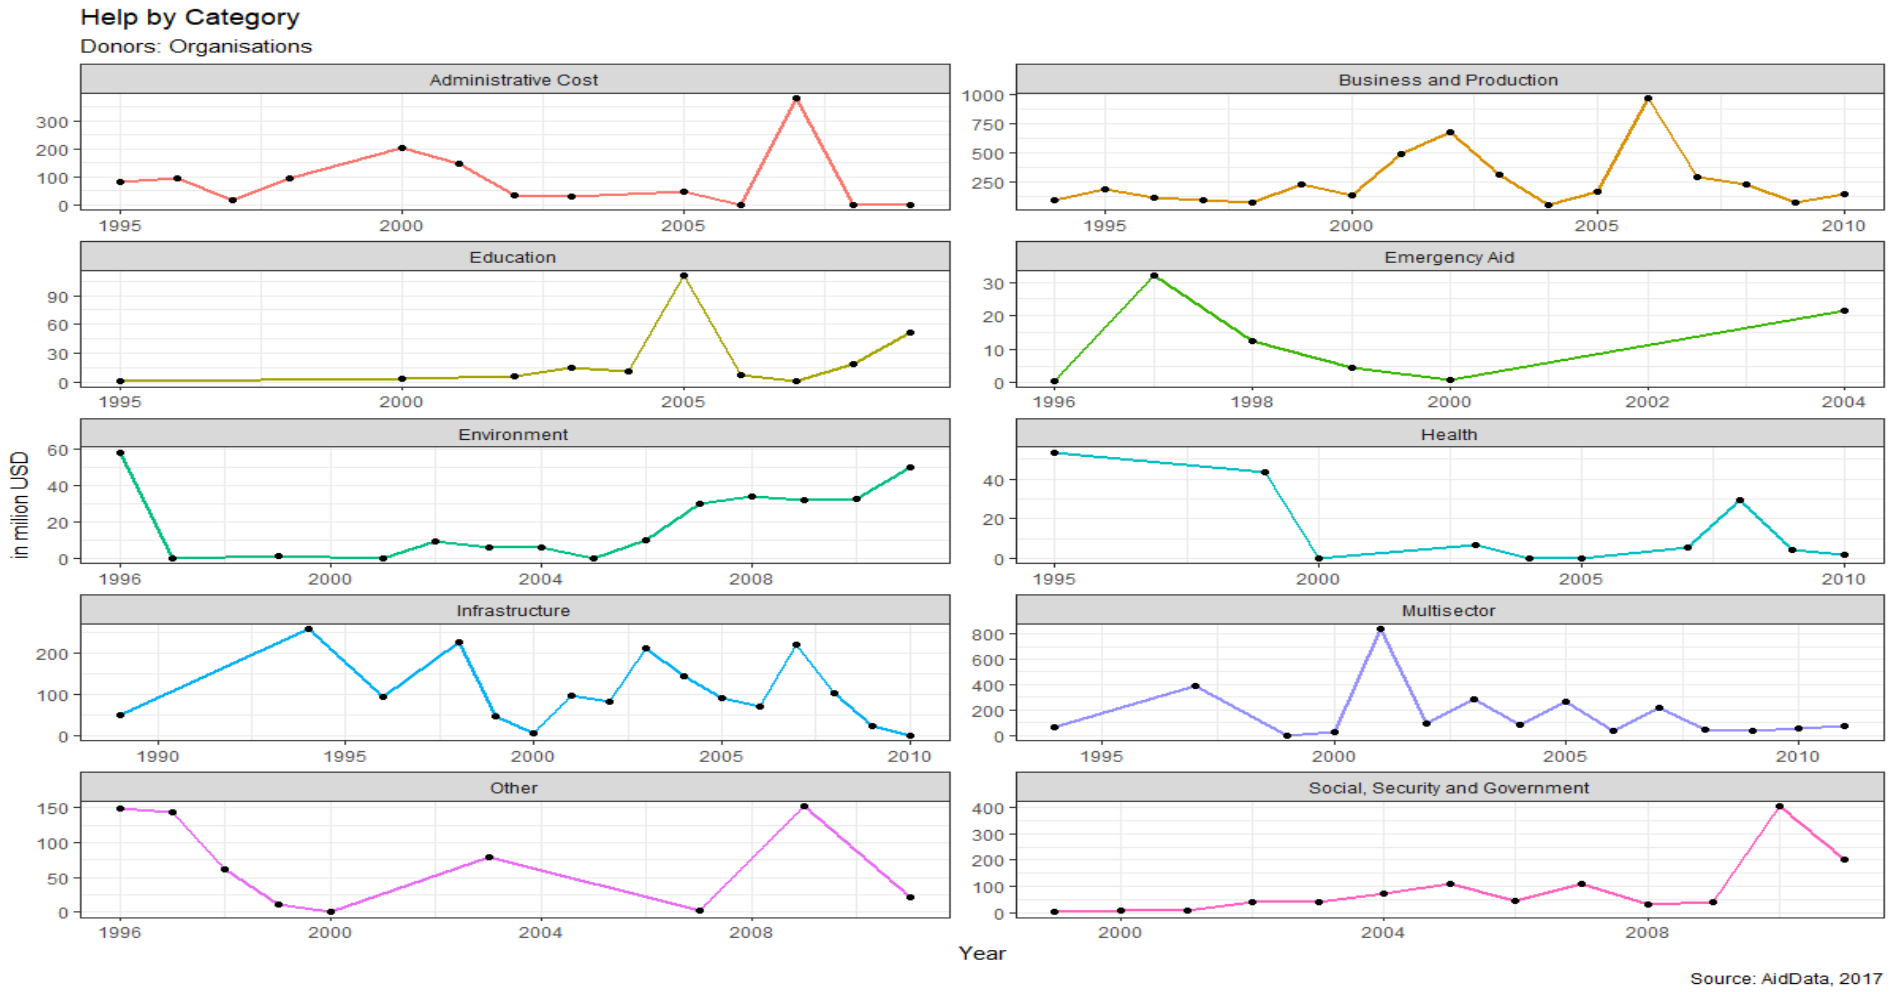 Help by Category
Donors: Organisations
Administrative Cost
300
200
100
0
1995 2000 2005
Business and Production
1000
750
500
250
1995 2000 2005 2010
Education
90
60
30
0
1995 2000 2005
Emergency Aid
30
20
10
0
1996 1998 2000 2002 2004
Environment
60
40
20
0
1996 2000 2004 2008
Health
40
20
0
1995 2000 2005 2010
Infrastructure
200
100
0
1990 1995 2000 2005 2010
Multisector
800
600
400
200
0
1995 2000 2005 2010
Other
150
100
50
0
1996 2000 2004 2008
Social, Security and Government
400
300
200
100
0
2000 2004 2008
in milion USD
Year
Source: AidData, 2017